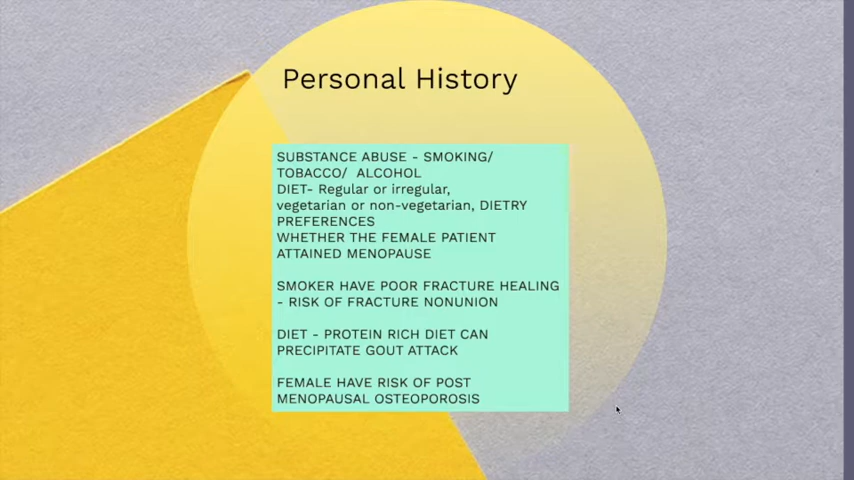 Personal History
SUBSTANCE ABUSE - SMOKING/
TOBACCO/ ALCOHOL
DIET- Regular or irregular,
vegetarian or non-vegetarian, DIETRY
PREFERENCES
WHETHER THE FEMALE PATIENT
ATTAINED MENOPAUSE
SMOKER HAVE POOR FRACTURE HEALING
- RISK OF FRACTURE NONUNION
DIET - PROTEIN RICH DIET CAN
PRECIPITATE GOUT ATTACK
FEMALE HAVE RISK OF POST
MENOPAUSAL OSTEOPOROSIS